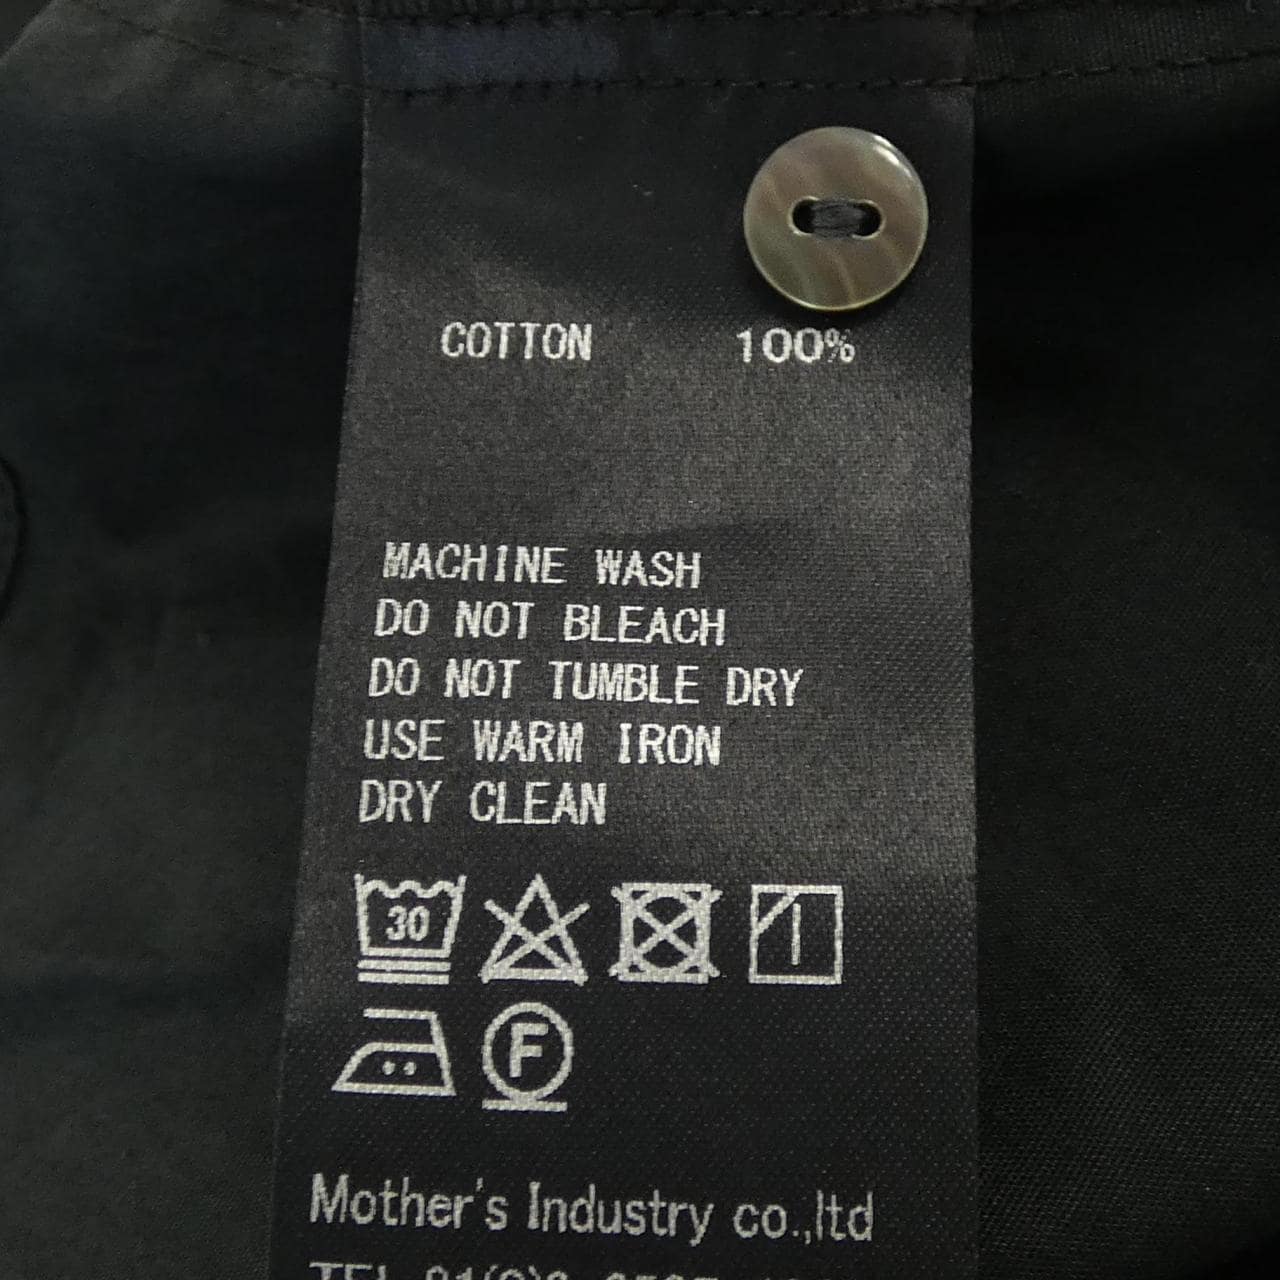 COTTON 100%
MACHINE WASH
DO NOT BLEACH
DO NOT TUMBLE DRY
USE WARM IRON
DRY CLEAN
30
F
Mother's Industry co.,ltd
TEL